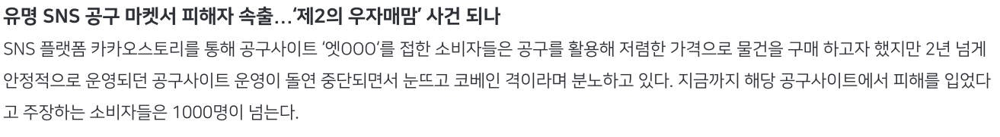 유명 SNS 공구 마켓서 피해자 속출…‘제2의 우자매맘’ 사건 되나
SNS 플랫폼 카카오스토리를 통해 공구사이트 ‘엣OOO’를 접한 소비자들은 공구를 활용해 저렴한 가격으로 물건을 구매 하고자 했지만 2년 넘게
안정적으로 운영되던 공구사이트 운영이 돌연 중단되면서 눈뜨고 코베인 격이라며 분노하고 있다. 지금까지 해당 공구사이트에서 피해를 입었다
고 주장하는 소비자들은 1000명이 넘는다.